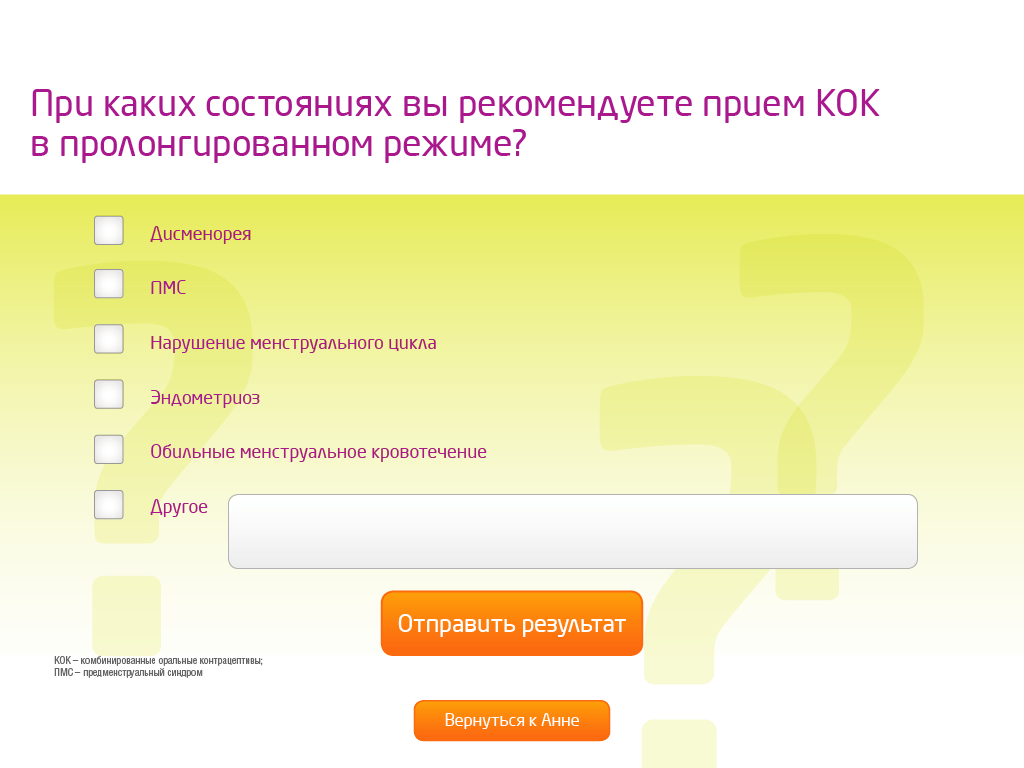 При каких состояниях вы рекомендуете прием КОК
в пролонгированном режиме?
Дисменорея
ПМС
Нарушение менструального цикла
Эндометриоз
Обильные менструальное кровотечение
Другое
Отправить результат
КОК – комбинированные оральные контрацептивы;
ПМС – предменструальный синдром
Вернуться к Анне